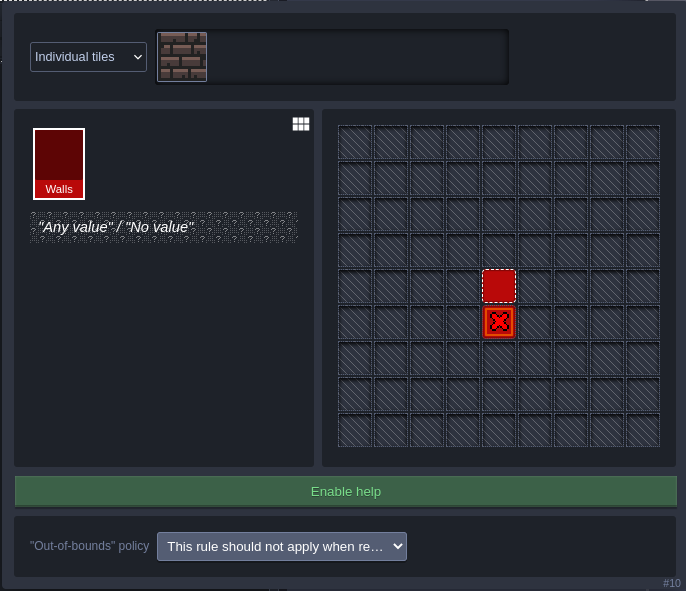 Individual tiles
Walls
"Any value" / "No value"
Enable help
"Out-of-bounds" policy
This rule should not apply when re…
#10